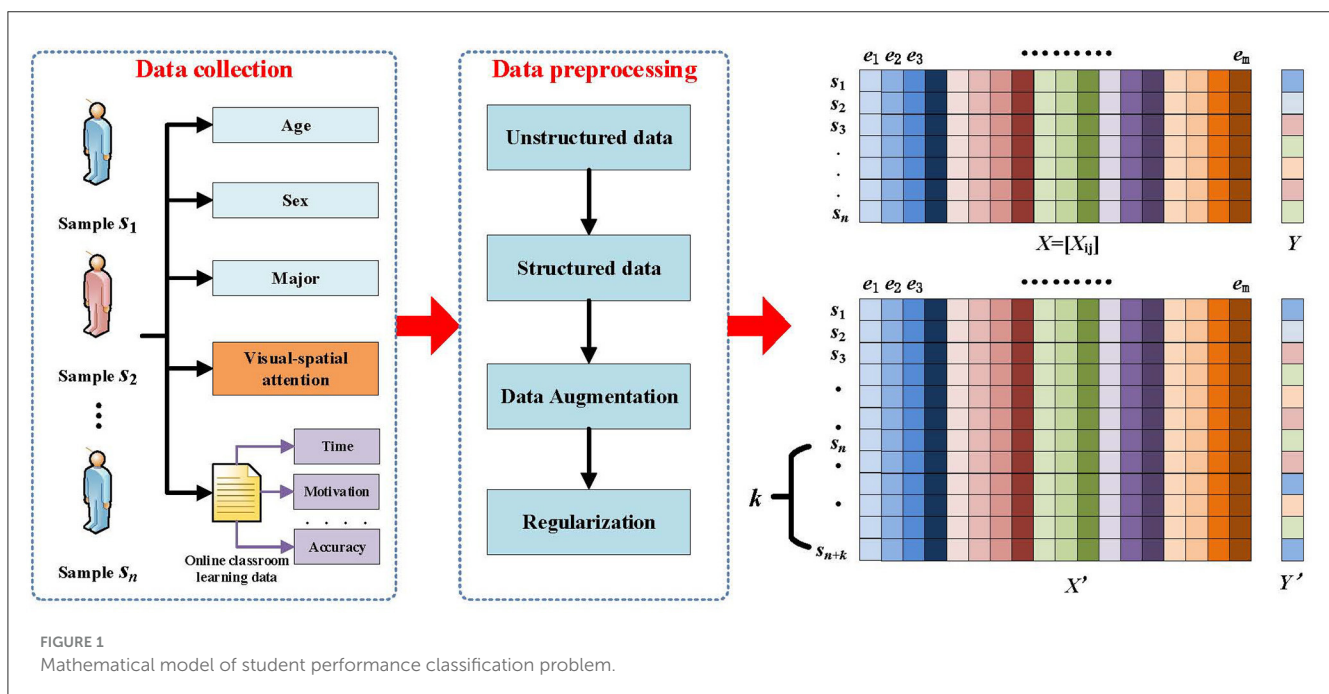 Data collection
Sample s1
Sample s2
Sample sn
Age
Sex
Major
Visual-spatial
attention
Online classroom
learning data
Time
Motivation
. . . .
Accuracy
Data preprocessing
Unstructured data
Structured data
Data Augmentation
Regularization
e1 e2 e3 ......... em
s1
s2
s3
.
.
.
sn
X=[Xij]
Y
e1 e2 e3 ......... em
s1
s2
s3
•
•
sn
•
•
sn+k
k
X'
Y'
FIGURE 1
Mathematical model of student performance classification problem.